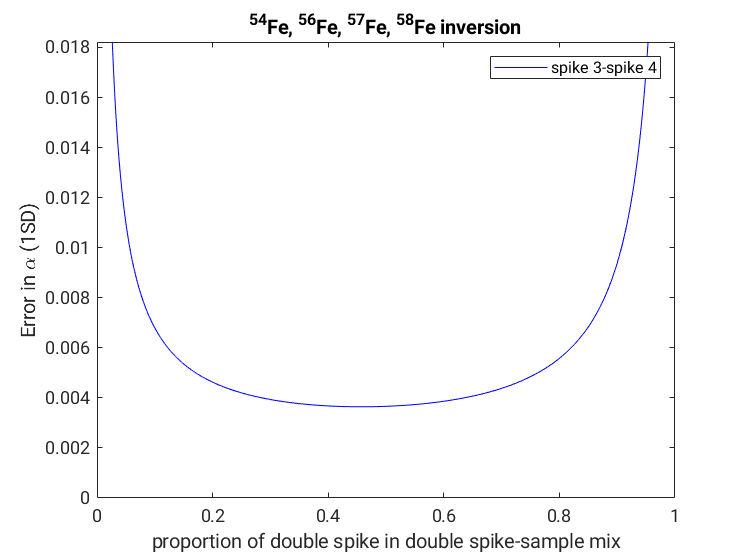 ⁵⁴Fe, ⁵⁶Fe, ⁵⁷Fe, ⁵⁸Fe inversion
spike 3-spike 4
0.018
0.016
0.014
0.012
0.01
0.008
0.006
0.004
0.002
0
Error in α (1SD)
0 0.2 0.4 0.6 0.8 1
proportion of double spike in double spike-sample mix